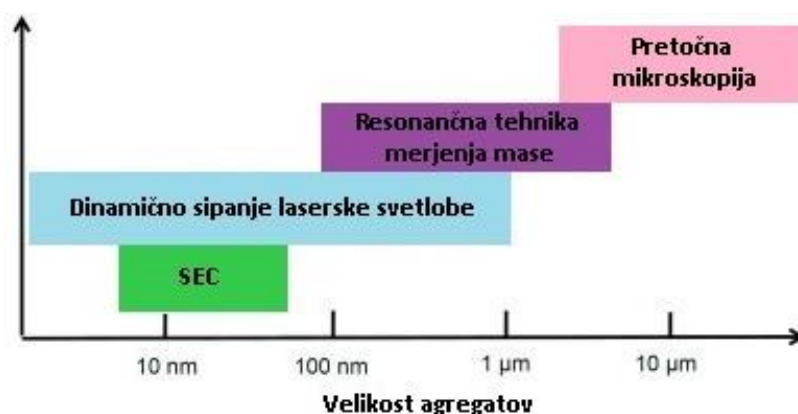 Pretočna
mikroskopija
Resonančna tehnika
merjenja mase
Dinamično sipanje laserske svetlobe
SEC
10 nm
100 nm
1 µm
10 µm
Velikost agregatov